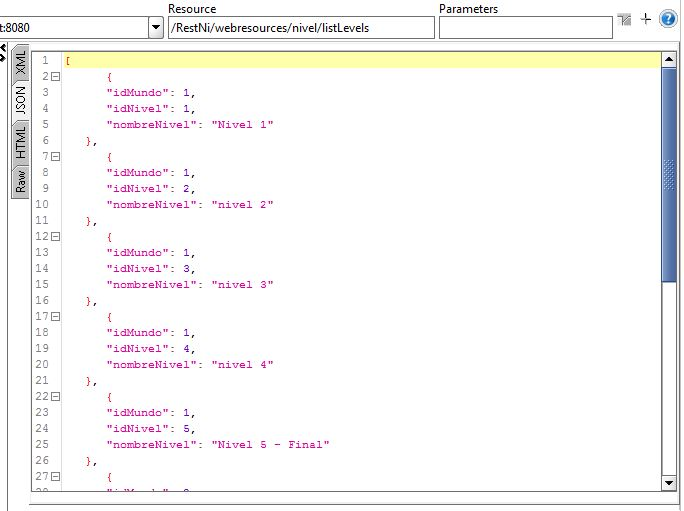 Resource
Parameters
t:8080
/RestNi/webresources/nivel/listLevels
XML
JSON
HTML
Raw
1 [
2 {
3 "idMundo": 1,
4 "idNivel": 1,
5 "nombreNivel": "Nivel 1"
6 },
7 {
8 "idMundo": 1,
9 "idNivel": 2,
10 "nombreNivel": "nivel 2"
11 },
12 {
13 "idMundo": 1,
14 "idNivel": 3,
15 "nombreNivel": "nivel 3"
16 },
17 {
18 "idMundo": 1,
19 "idNivel": 4,
20 "nombreNivel": "nivel 4"
21 },
22 {
23 "idMundo": 1,
24 "idNivel": 5,
25 "nombreNivel": "Nivel 5 - Final"
26 },
27 {